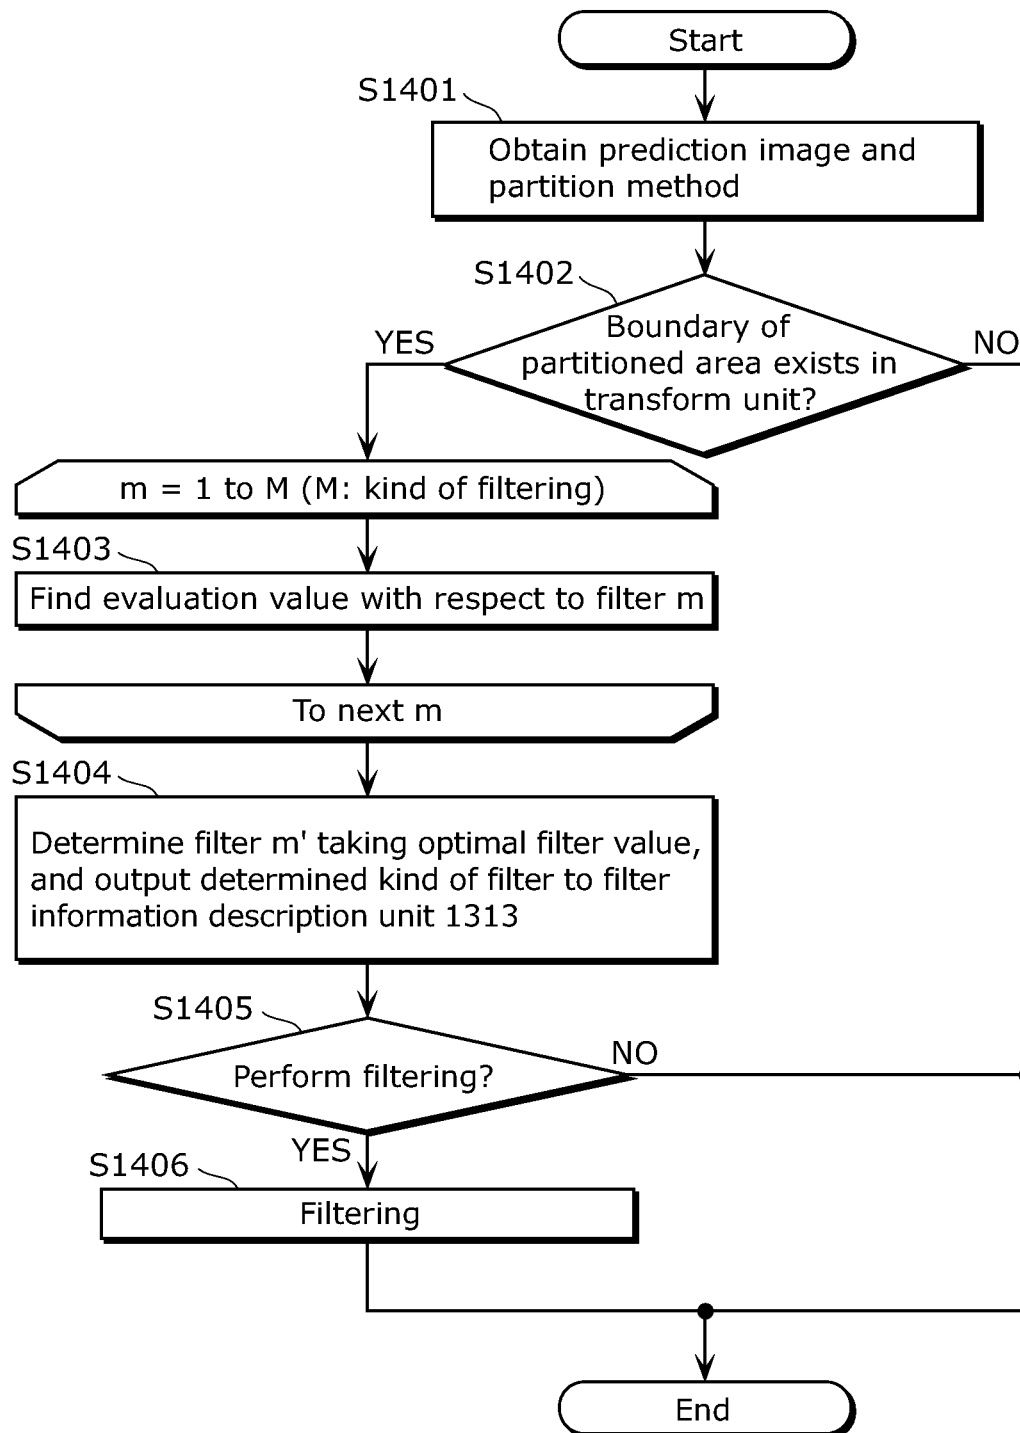 Start
S1401
Obtain prediction image and
partition method
S1402
Boundary of
partitioned area exists in
transform unit?
YES
NO
m = 1 to M (M: kind of filtering)
S1403
Find evaluation value with respect to filter m
To next m
S1404
Determine filter m' taking optimal filter value,
and output determined kind of filter to filter
information description unit 1313
S1405
Perform filtering?
NO
YES
S1406
Filtering
End